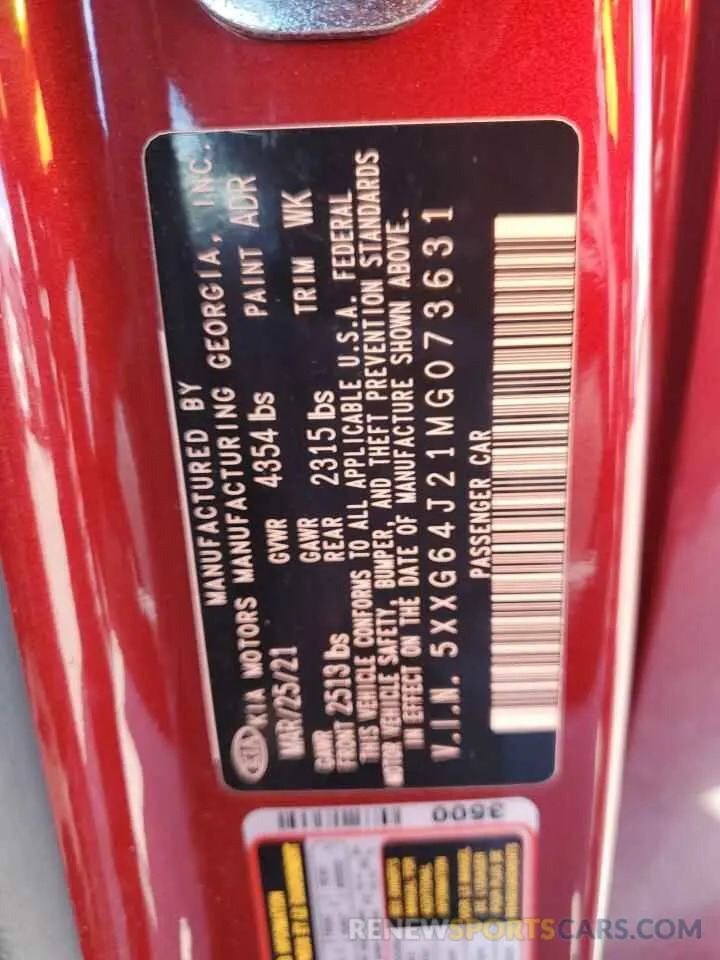 MANUFACTURED BY
KIA KIA MOTORS MANUFACTURING GEORGIA, INC.
MAR/25/21 GVWR 4354 lbs PAINT ADR
GAWR FRONT 2513 lbs GAWR REAR 2315 lbs TRIM WK
THIS VEHICLE CONFORMS TO ALL APPLICABLE U.S.A. FEDERAL
MOTOR VEHICLE SAFETY, BUMPER, AND THEFT PREVENTION STANDARDS
IN EFFECT ON THE DATE OF MANUFACTURE SHOWN ABOVE.
V.I.N. 5XXG64J21MG073631
PASSENGER CAR
3500
RENEWSPORTSCARS.COM